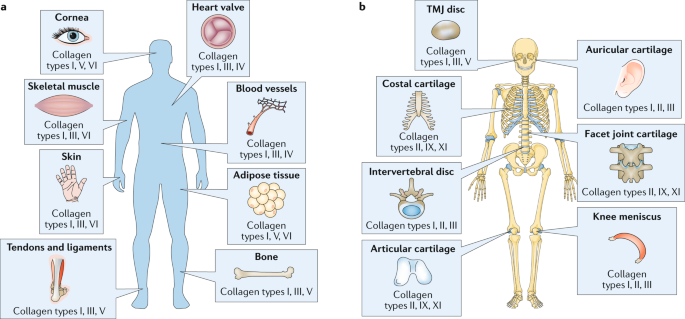 a
Cornea
Collagen
types I, V, VI
Heart valve
Collagen
types I, III, IV
Skeletal muscle
Collagen
types I, III, VI
Blood vessels
Collagen
types I, III, IV
Skin
Collagen
types I, III, VI
Adipose tissue
Collagen
types I, V, VI
Tendons and ligaments
Collagen types I, III, V
Bone
Collagen types I, III, V
b
TMJ disc
Collagen
types I, III, V
Auricular cartilage
Collagen types I, II, III
Costal cartilage
Collagen
types II, IX, XI
Facet joint cartilage
Collagen types II, IX, XI
Intervertebral disc
Collagen types I, II, III
Knee meniscus
Collagen
types I, II, III
Articular cartilage
Collagen
types II, IX, XI